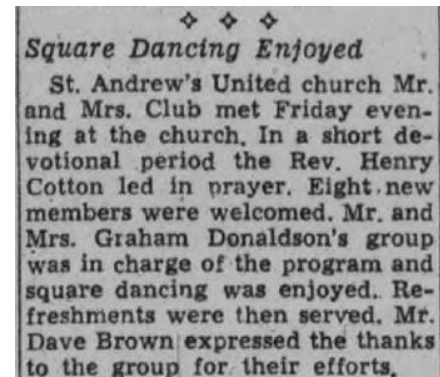 Square Dancing Enjoyed
St. Andrew's United church Mr.
and Mrs. Club met Friday even-
ing at the church. In a short de-
votional period the Rev. Henry
Cotton led in prayer. Eight new
members were welcomed. Mr. and
Mrs. Graham Donaldson's group
was in charge of the program and
square dancing was enjoyed. Re-
freshments were then served. Mr.
Dave Brown expressed the thanks
to the group for their efforts.